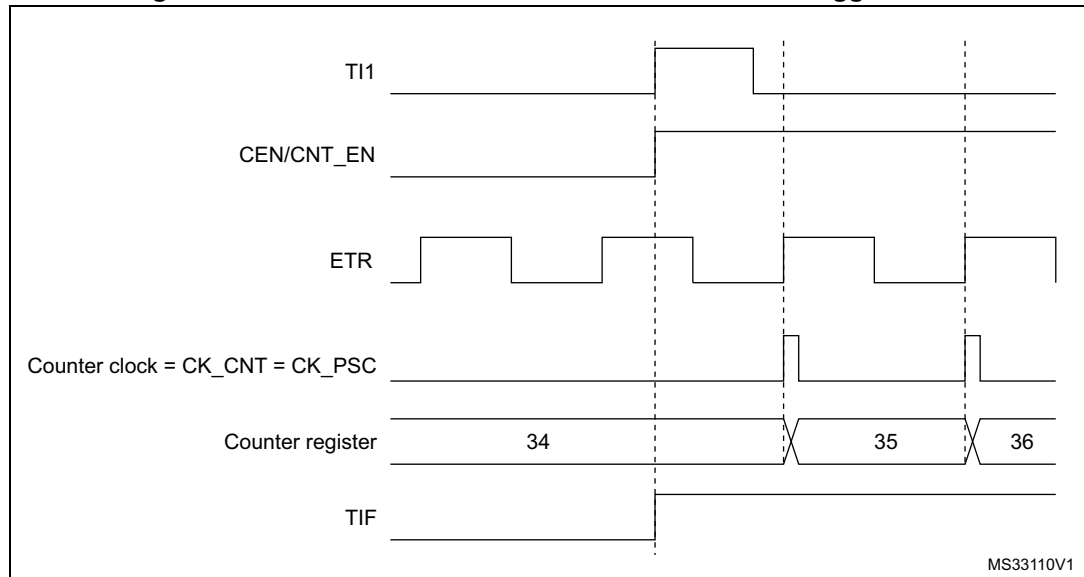 TI1
CEN/CNT_EN
ETR
Counter clock = CK_CNT = CK_PSC
Counter register
34
35
36
TIF
MS33110V1